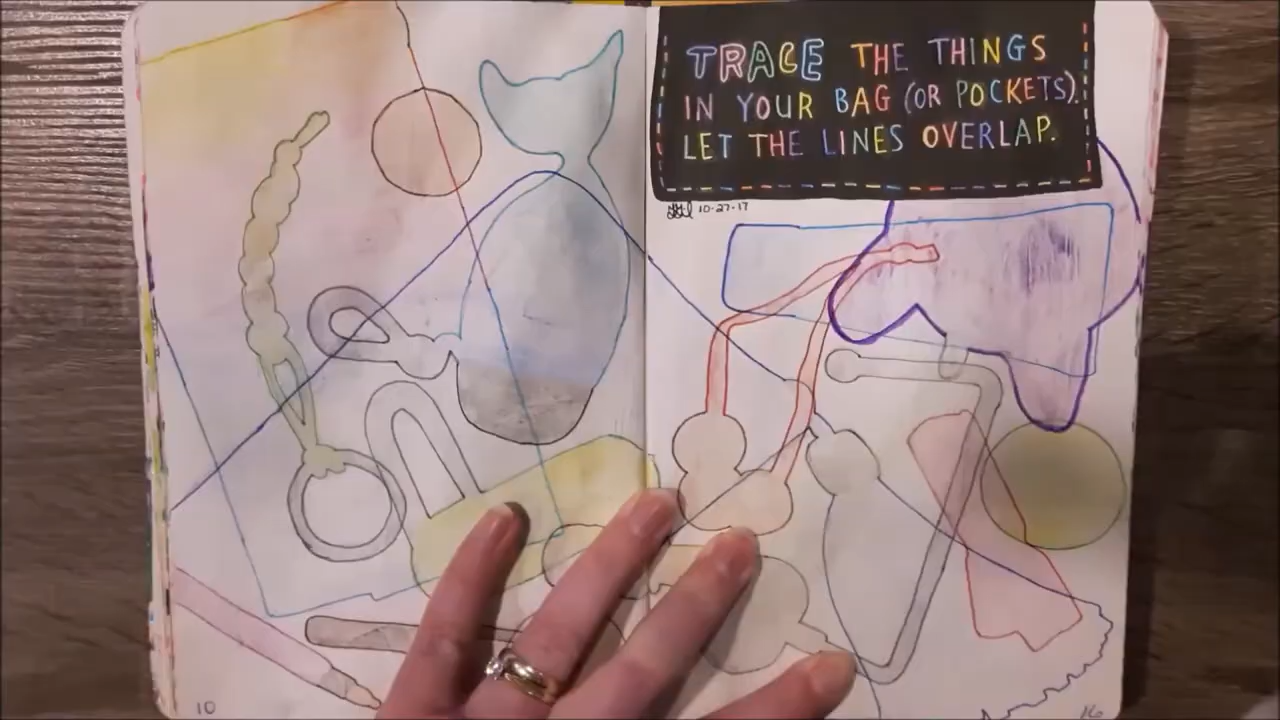 TRACE THE THINGS
IN YOUR BAG (OR POCKETS).
LET THE LINES OVERLAP.
10-27-17
10